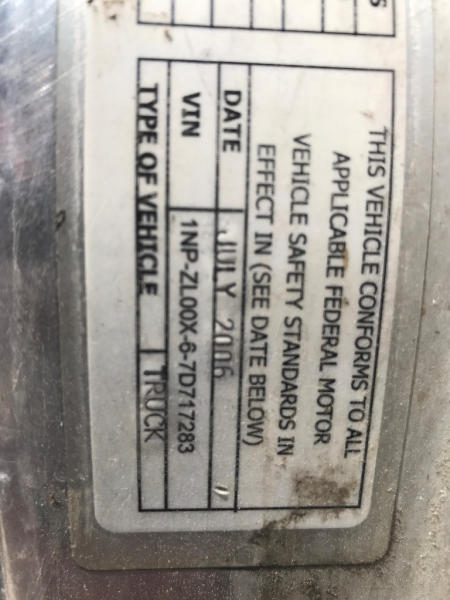 S
THIS VEHICLE CONFORMS TO ALL
APPLICABLE FEDERAL MOTOR
VEHICLE SAFETY STANDARDS IN
EFFECT IN (SEE DATE BELOW)
DATE JULY 2006
VIN 1NP-ZL00X-6-7D717283
TYPE OF VEHICLE TRUCK